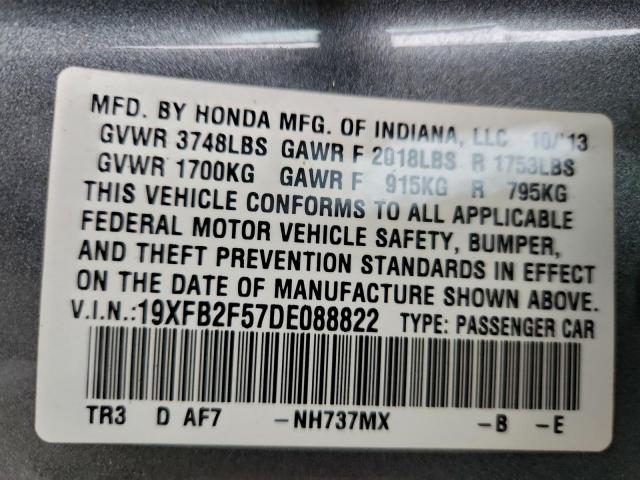 MFD. BY HONDA MFG. OF INDIANA, LLC 10/13
GVWR 3748LBS GAWR F 2018LBS R 1753LBS
GVWR 1700KG GAWR F 915KG R 795KG
THIS VEHICLE CONFORMS TO ALL APPLICABLE
FEDERAL MOTOR VEHICLE SAFETY, BUMPER,
AND THEFT PREVENTION STANDARDS IN EFFECT
ON THE DATE OF MANUFACTURE SHOWN ABOVE.
V.I.N.:19XFB2F57DE088822 TYPE: PASSENGER CAR
TR3 D AF7 –NH737MX –B –E